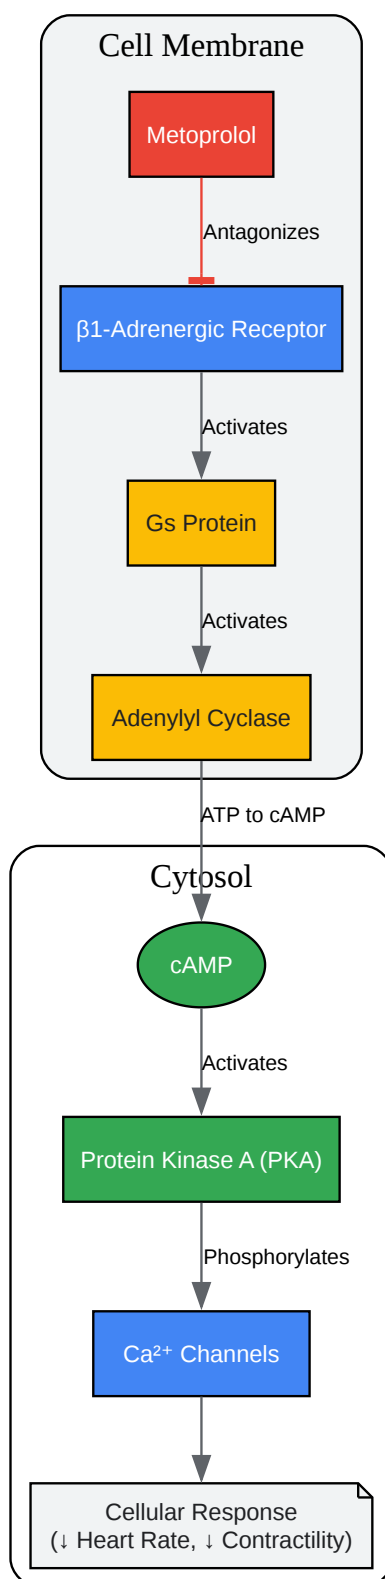 Cell Membrane
Metoprolol
Antagonizes
β1-Adrenergic Receptor
Activates
Gs Protein
Activates
Adenylyl Cyclase
ATP to cAMP
Cytosol
cAMP
Activates
Protein Kinase A (PKA)
Phosphorylates
Ca²⁺ Channels
Cellular Response
(↓ Heart Rate, ↓ Contractility)